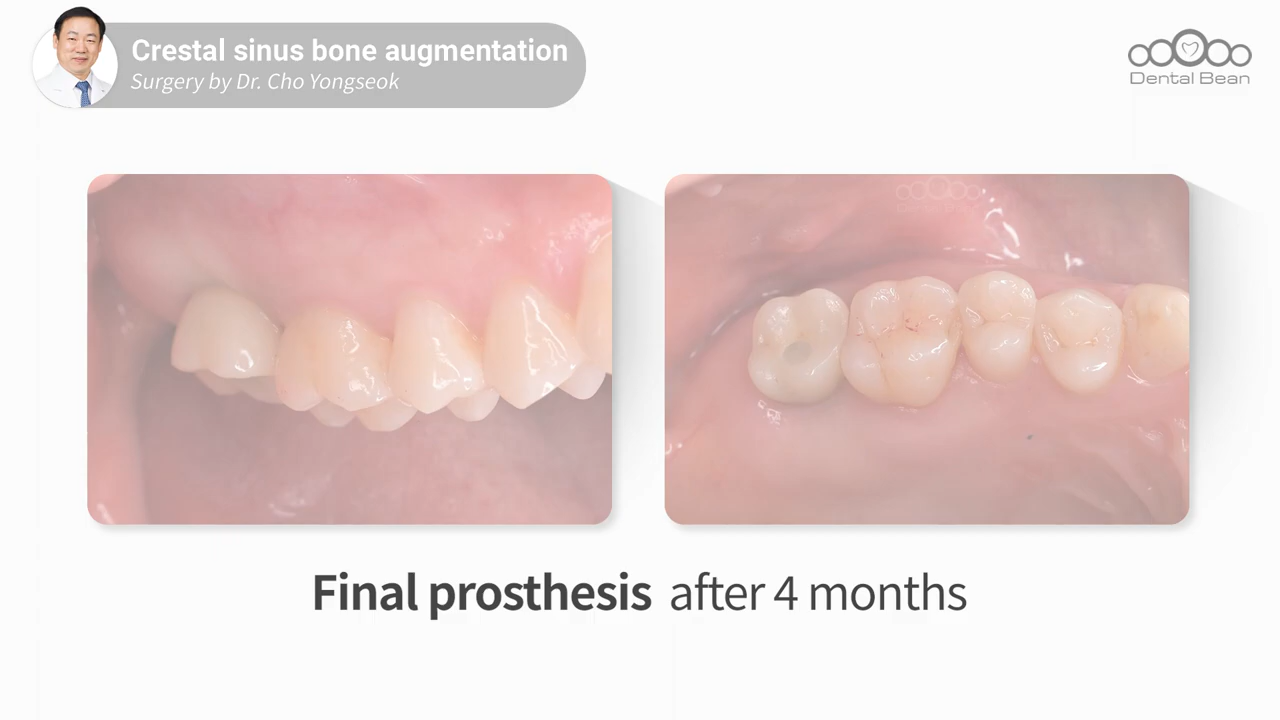 Crestal sinus bone augmentation
Surgery by Dr. Cho Yongseok
Dental Bean
Final prosthesis after 4 months